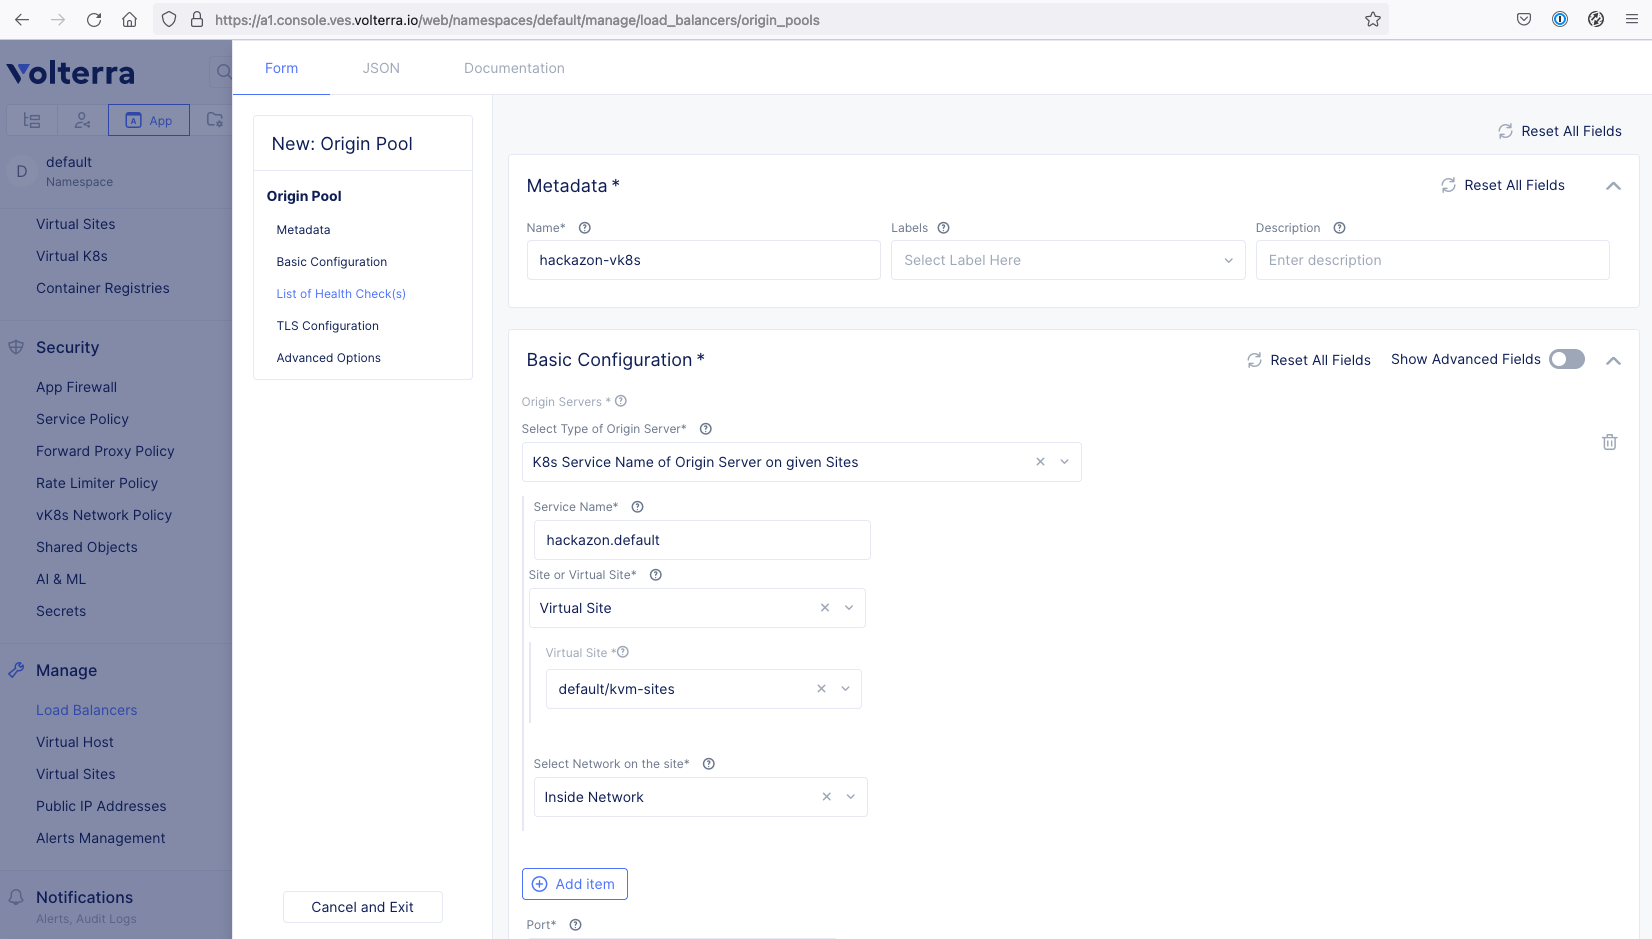 https://a1.console.ves.volterra.io/web/namespaces/default/manage/load_balancers/origin_pools
Volterra
App
D
default
Namespace
Virtual Sites
Virtual K8s
Container Registries
Security
App Firewall
Service Policy
Forward Proxy Policy
Rate Limiter Policy
vK8s Network Policy
Shared Objects
AI & ML
Secrets
Manage
Load Balancers
Virtual Host
Virtual Sites
Public IP Addresses
Alerts Management
Notifications
Alerts, Audit Logs
Form JSON Documentation
New: Origin Pool
Origin Pool
Metadata
Basic Configuration
List of Health Check(s)
TLS Configuration
Advanced Options
Cancel and Exit
Reset All Fields
Metadata * Reset All Fields
Name* Labels Description
hackazon-vk8s Select Label Here Enter description
Basic Configuration * Reset All Fields Show Advanced Fields
Origin Servers *
Select Type of Origin Server*
K8s Service Name of Origin Server on given Sites
Service Name*
hackazon.default
Site or Virtual Site*
Virtual Site
Virtual Site *
default/kvm-sites
Select Network on the site*
Inside Network
Add item
Port*